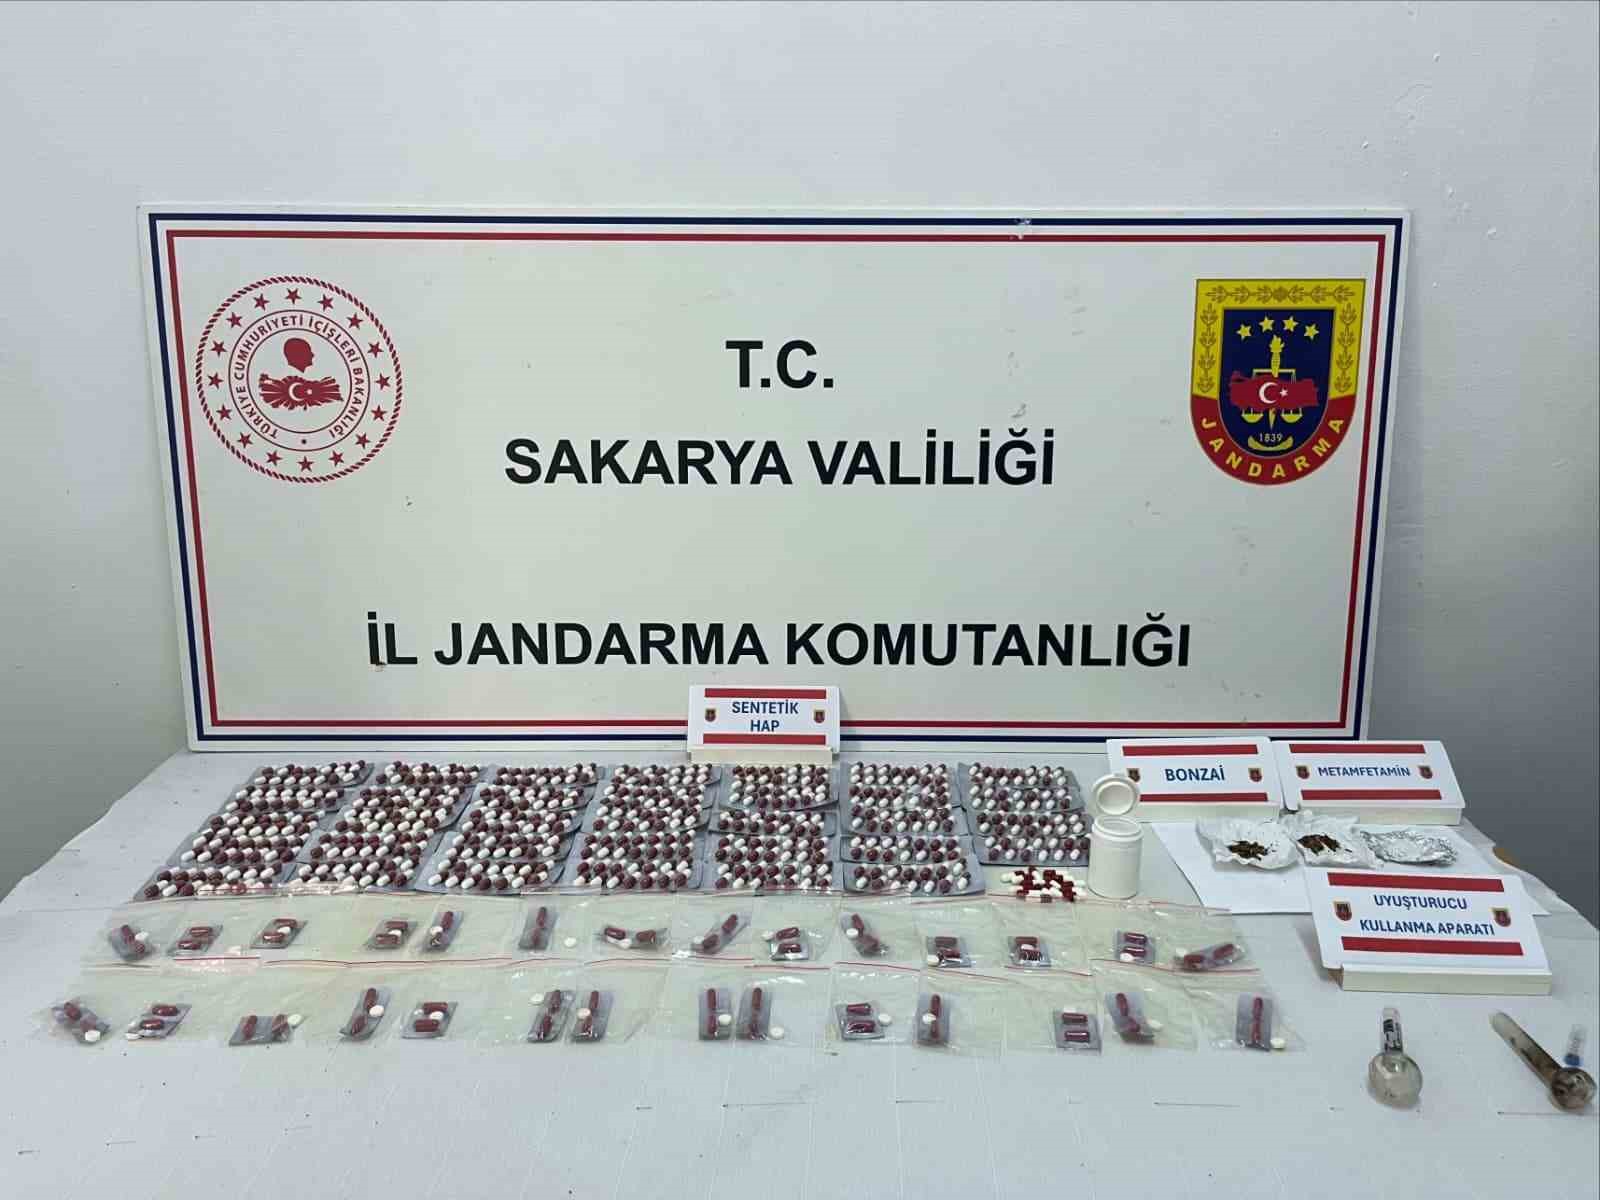 TÜRKİYE CUMHURİYETİ İÇİŞLERİ BAKANLIĞI
T.C.
SAKARYA VALİLİĞİ
İL JANDARMA KOMUTANLIĞI
1839
JANDARMA
SENTETİK
HAP
BONZAİ
METAMFETAMİN
UYUŞTURUCU
KULLANMA APARATI